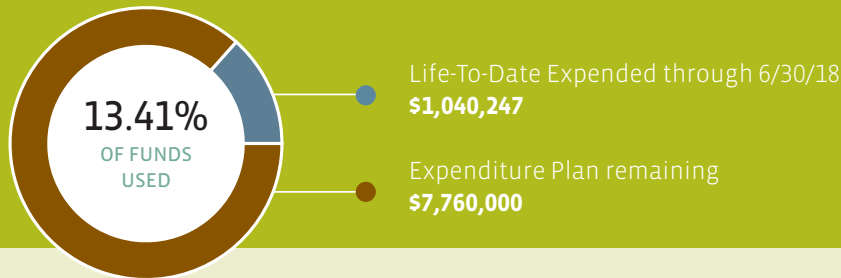 13.41%
OF FUNDS
USED
Life-To-Date Expended through 6/30/18
$1,040,247
Expenditure Plan remaining
$7,760,000